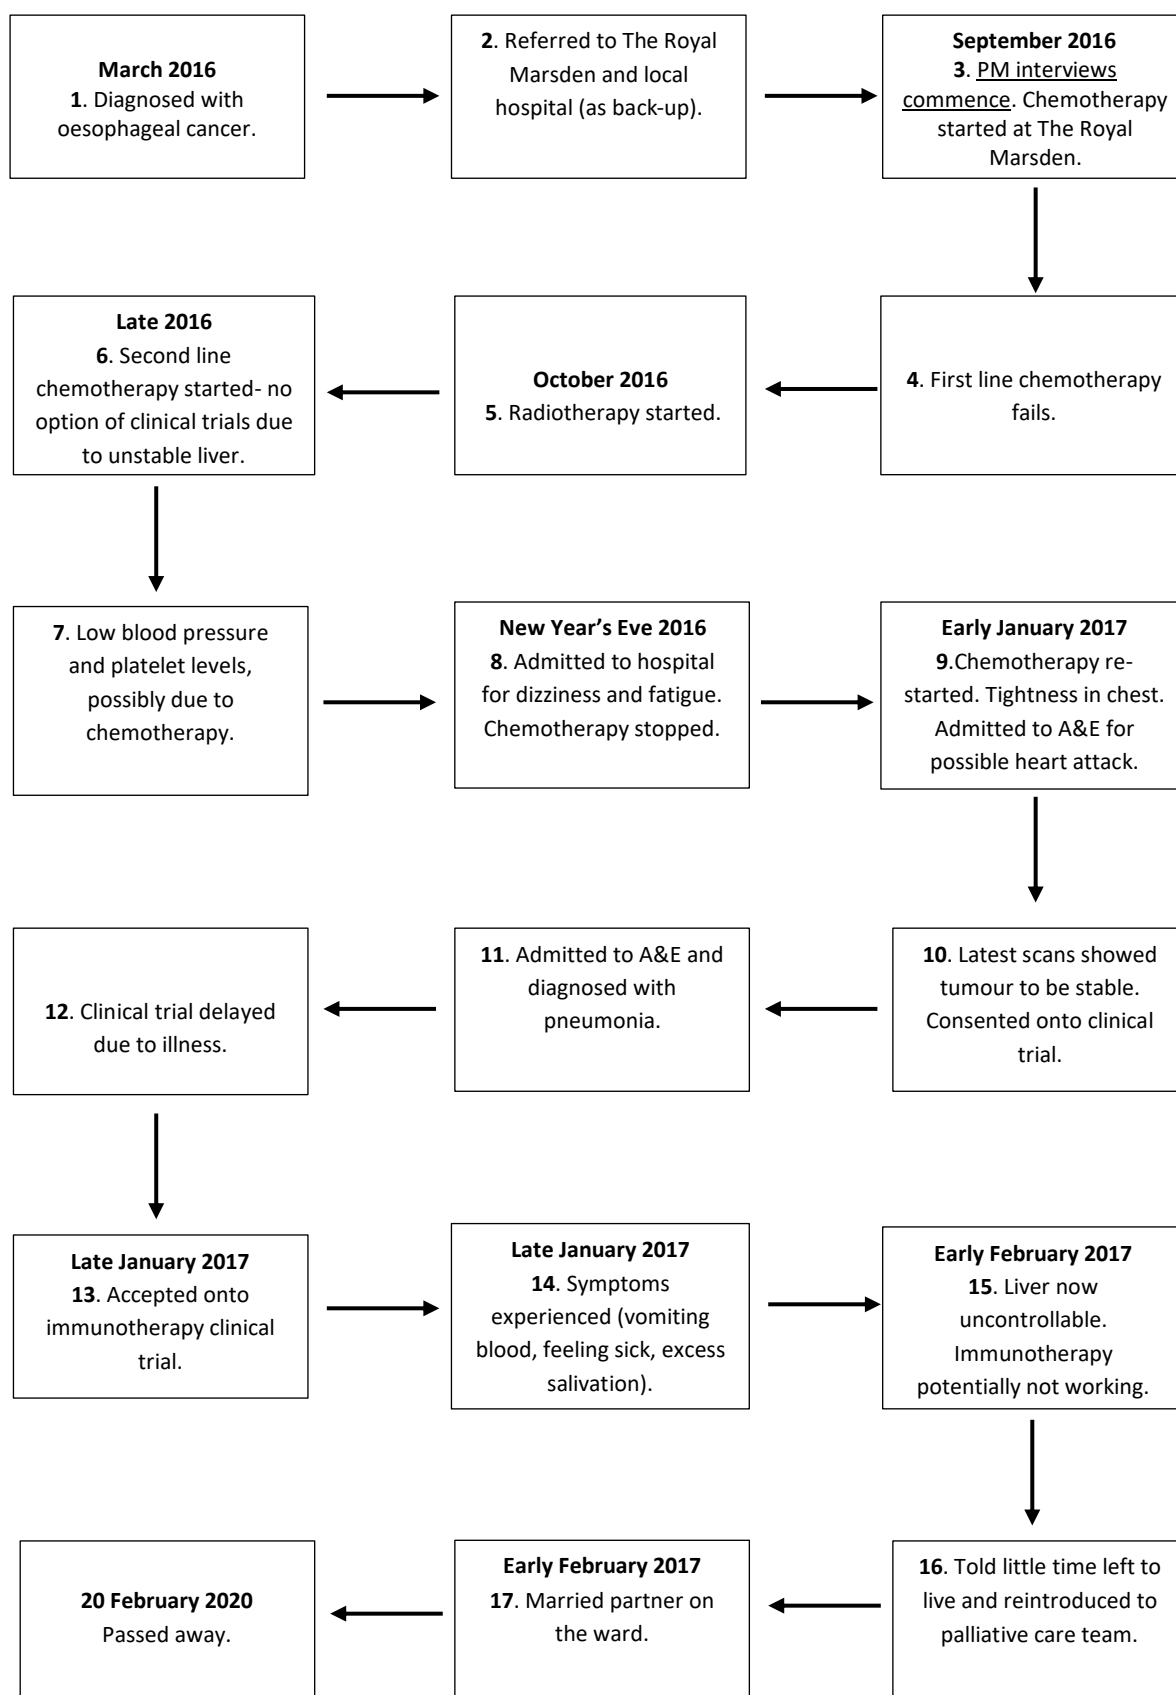 March 2016
1. Diagnosed with
oesophageal cancer.
2. Referred to The Royal
Marsden and local
hospital (as back-up).
September 2016
3. PM interviews
commence. Chemotherapy
started at The Royal
Marsden.
4. First line chemotherapy
fails.
October 2016
5. Radiotherapy started.
Late 2016
6. Second line
chemotherapy started- no
option of clinical trials due
to unstable liver.
7. Low blood pressure
and platelet levels,
possibly due to
chemotherapy.
New Year’s Eve 2016
8. Admitted to hospital
for dizziness and fatigue.
Chemotherapy stopped.
Early January 2017
9.Chemotherapy re-
started. Tightness in chest.
Admitted to A&E for
possible heart attack.
10. Latest scans showed
tumour to be stable.
Consented onto clinical
trial.
11. Admitted to A&E and
diagnosed with
pneumonia.
12. Clinical trial delayed
due to illness.
Late January 2017
13. Accepted onto
immunotherapy clinical
trial.
Late January 2017
14. Symptoms
experienced (vomiting
blood, feeling sick, excess
salivation).
Early February 2017
15. Liver now
uncontrollable.
Immunotherapy
potentially not working.
16. Told little time left to
live and reintroduced to
palliative care team.
Early February 2017
17. Married partner on
the ward.
20 February 2020
Passed away.